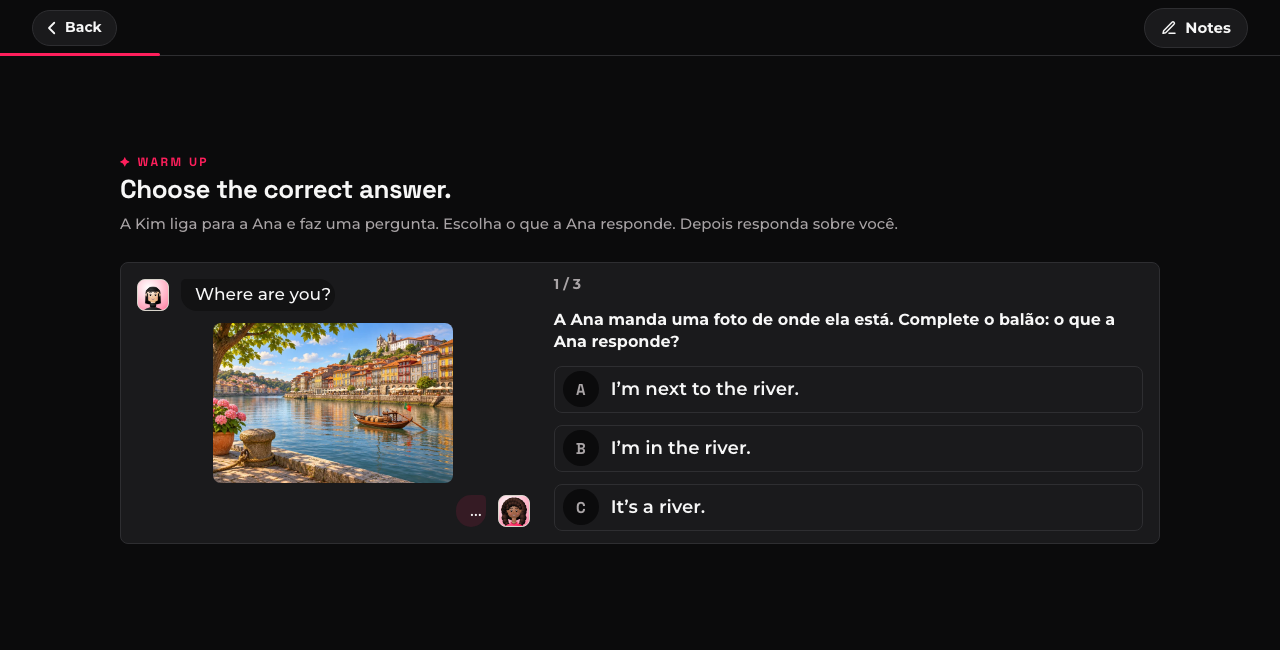 Back
Notes
WARM UP
Choose the correct answer.
A Kim liga para a Ana e faz uma pergunta. Escolha o que a Ana responde. Depois responda sobre você.
Where are you?
...
1 / 3
A Ana manda uma foto de onde ela está. Complete o balão: o que a
Ana responde?
A I’m next to the river.
B I’m in the river.
C It’s a river.